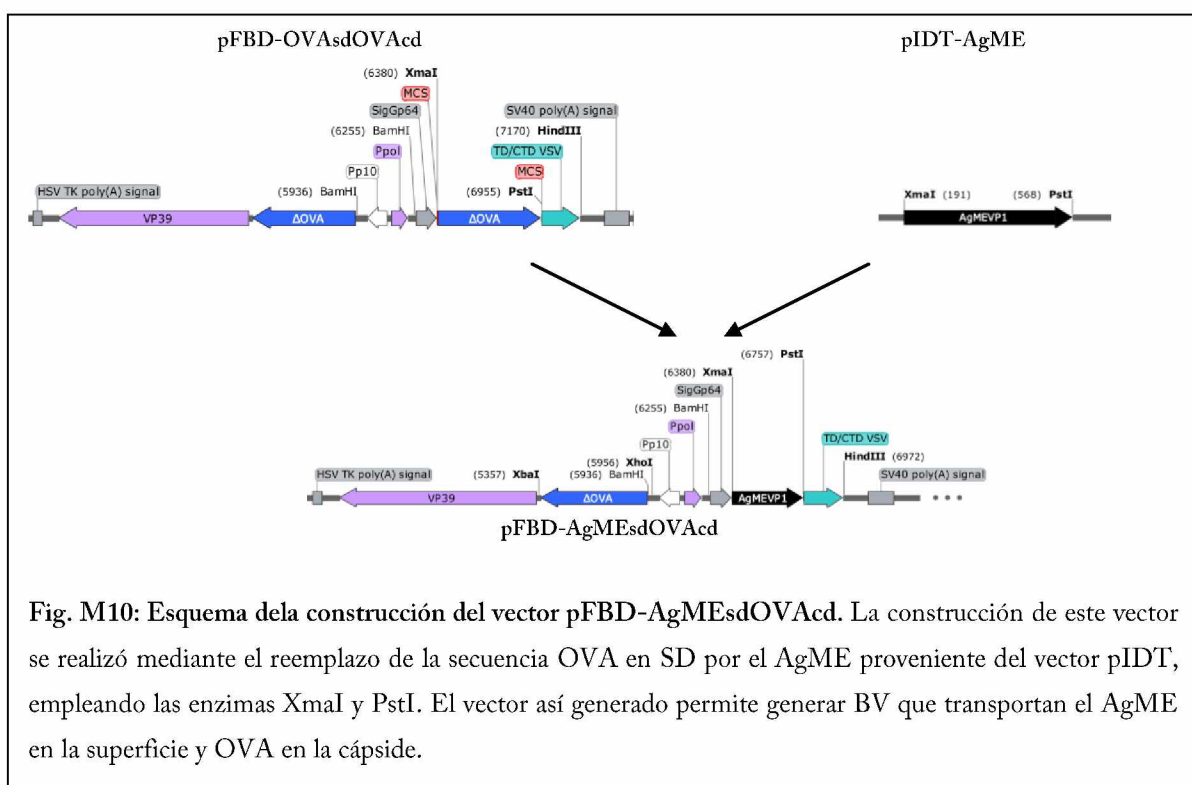 pFBD-OVAsdOVAcd
pIDT-AgME
(6380) XmaI
MCS
SigGp64
SV40 poly(A) signal
(6255) BamHI
(7170) HindIII
PpoI
TD/CTD VSV
Pp10
MCS
HSV TK poly(A) signal
(5936) BamHI
(6955) PstI
XmaI (191)
(568) PstI
VP39
ΔOVA
ΔOVA
AgMEVP1
(6757) PstI
(6380) XmaI
SigGp64
(6255) BamHI
PpoI
TD/CTD VSV
Pp10
(5956) XhoI
HindIII (6972)
HSV TK poly(A) signal
(5357) XbaI
(5936) BamHI
SV40 poly(A) signal
VP39
ΔOVA
AgMEVP1
pFBD-AgMEsdOVAcd
Fig. M10: Esquema dela construcción del vector pFBD-AgMEsdOVAcd. La construcción de este vector
se realizó mediante el reemplazo de la secuencia OVA en SD por el AgME proveniente del vector pIDT,
empleando las enzimas XmaI y PstI. El vector así generado permite generar BV que transportan el AgME
en la superficie y OVA en la cápside.